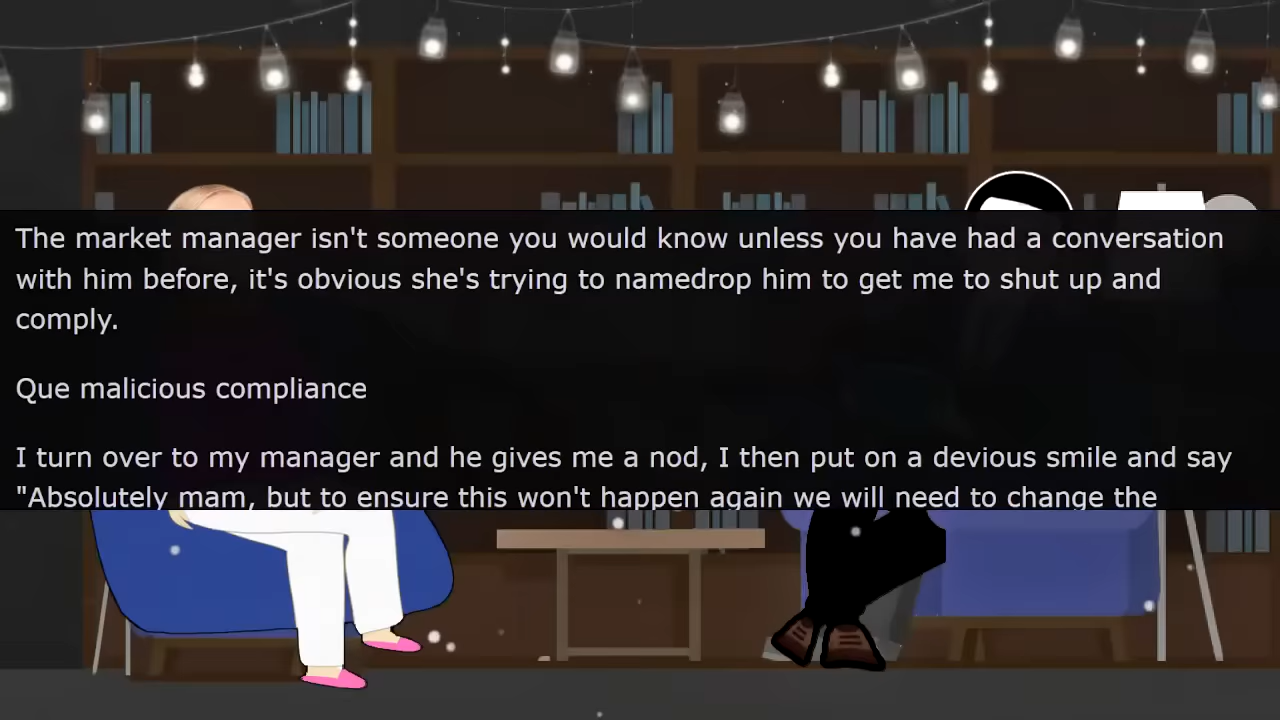 The market manager isn't someone you would know unless you have had a conversation
with him before, it's obvious she's trying to namedrop him to get me to shut up and
comply.
Que malicious compliance
I turn over to my manager and he gives me a nod, I then put on a devious smile and say
"Absolutely mam, but to ensure this won't happen again we will need to change the